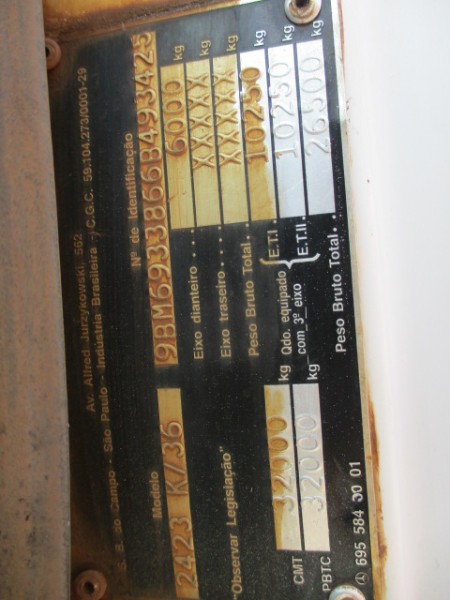 Av. Alfred Jurzykowski, 562
S. B. do Campo - São Paulo - Indústria Brasileira / C.G.C. 59.104.273/0001-29
Modelo Nº de Identificação
2423 K/36 9BM6933866B493425
Eixo dianteiro . . . 6000 kg
"Observar Legislação" Eixo traseiro . . . . XXXXX kg
Peso Bruto Total . . XXXXX kg
CMT 32000 kg Qdo. equipado com 3º eixo { E.T.I. 10250 kg
PBTC 32000 kg E.T.II. 10250 kg
Peso Bruto Total . . 26500 kg
695 584 30 01